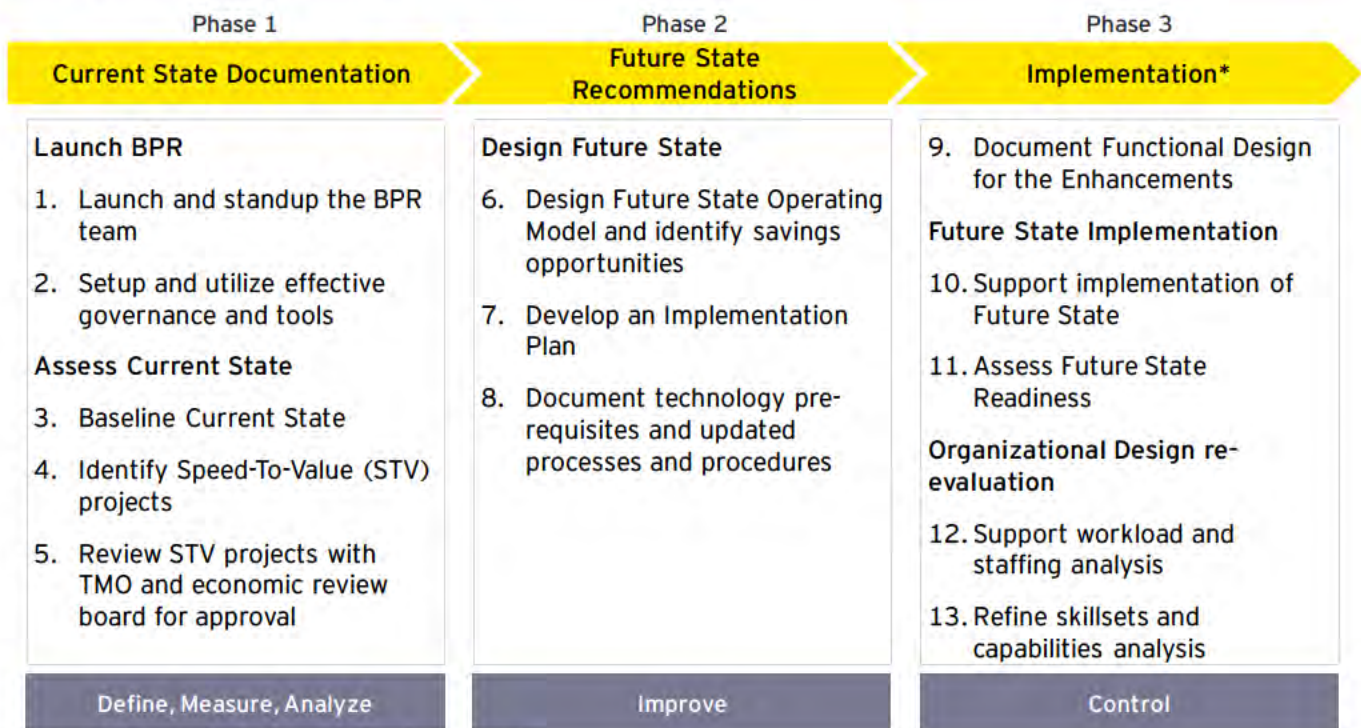 Phase 1
Current State Documentation
Launch BPR
1. Launch and standup the BPR
team
2. Setup and utilize effective
governance and tools
Assess Current State
3. Baseline Current State
4. Identify Speed-To-Value (STV)
projects
5. Review STV projects with
TMO and economic review
board for approval
Define, Measure, Analyze
Phase 2
Future State
Recommendations
Design Future State
6. Design Future State Operating
Model and identify savings
opportunities
7. Develop an Implementation
Plan
8. Document technology pre-
requisites and updated
processes and procedures
Improve
Phase 3
Implementation*
9. Document Functional Design
for the Enhancements
Future State Implementation
10. Support implementation of
Future State
11. Assess Future State
Readiness
Organizational Design re-
evaluation
12. Support workload and
staffing analysis
13. Refine skillsets and
capabilities analysis
Control